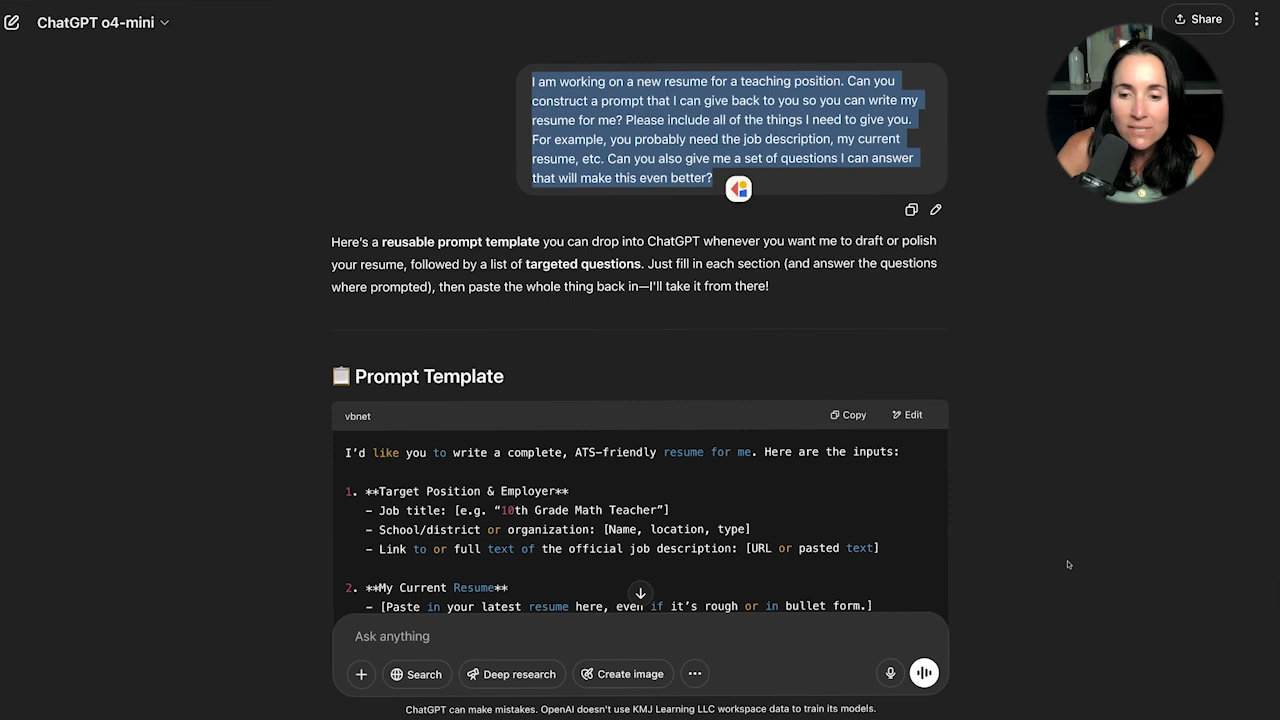 ChatGPT o4-mini
Share
I am working on a new resume for a teaching position. Can you
construct a prompt that I can give back to you so you can write my
resume for me? Please include all of the things I need to give you.
For example, you probably need the job description, my current
resume, etc. Can you also give me a set of questions I can answer
that will make this even better?
Here’s a reusable prompt template you can drop into ChatGPT whenever you want me to draft or polish
your resume, followed by a list of targeted questions. Just fill in each section (and answer the questions
where prompted), then paste the whole thing back in—I'll take it from there!
Prompt Template
vbnet
Copy
Edit
I’d like you to write a complete, ATS-friendly resume for me. Here are the inputs:
1. **Target Position & Employer**
– Job title: [e.g. “10th Grade Math Teacher”]
– School/district or organization: [Name, location, type]
– Link to or full text of the official job description: [URL or pasted text]
2. **My Current Resume**
– [Paste in your latest resume here, even if it’s rough or in bullet form.]
Ask anything
Search
Deep research
Create image
ChatGPT can make mistakes. OpenAI doesn't use KMJ Learning LLC workspace data to train its models.